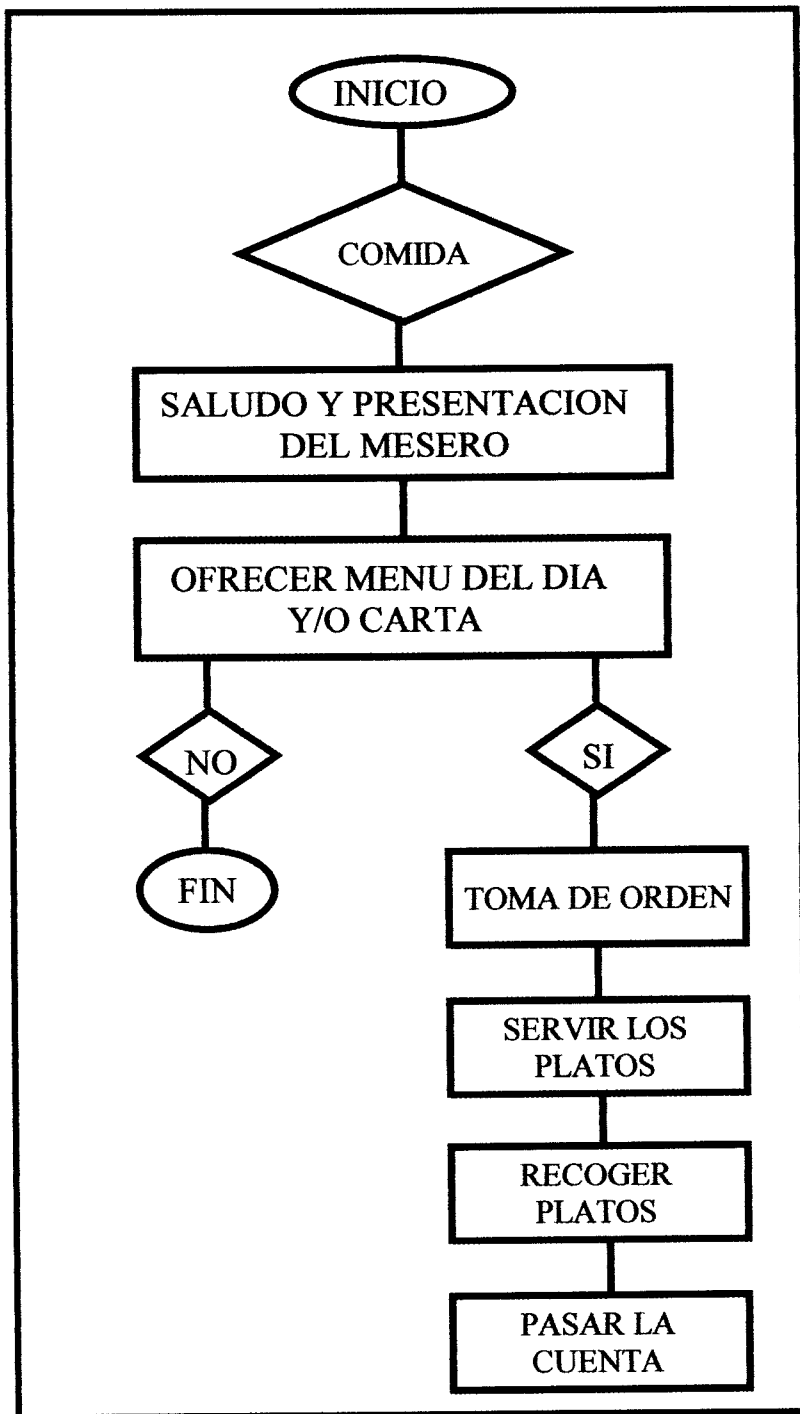 INICIO
COMIDA
SALUDO Y PRESENTACION
DEL MESERO
OFRECER MENU DEL DIA
Y/O CARTA
NO
SI
FIN
TOMA DE ORDEN
SERVIR LOS
PLATOS
RECOGER
PLATOS
PASAR LA
CUENTA